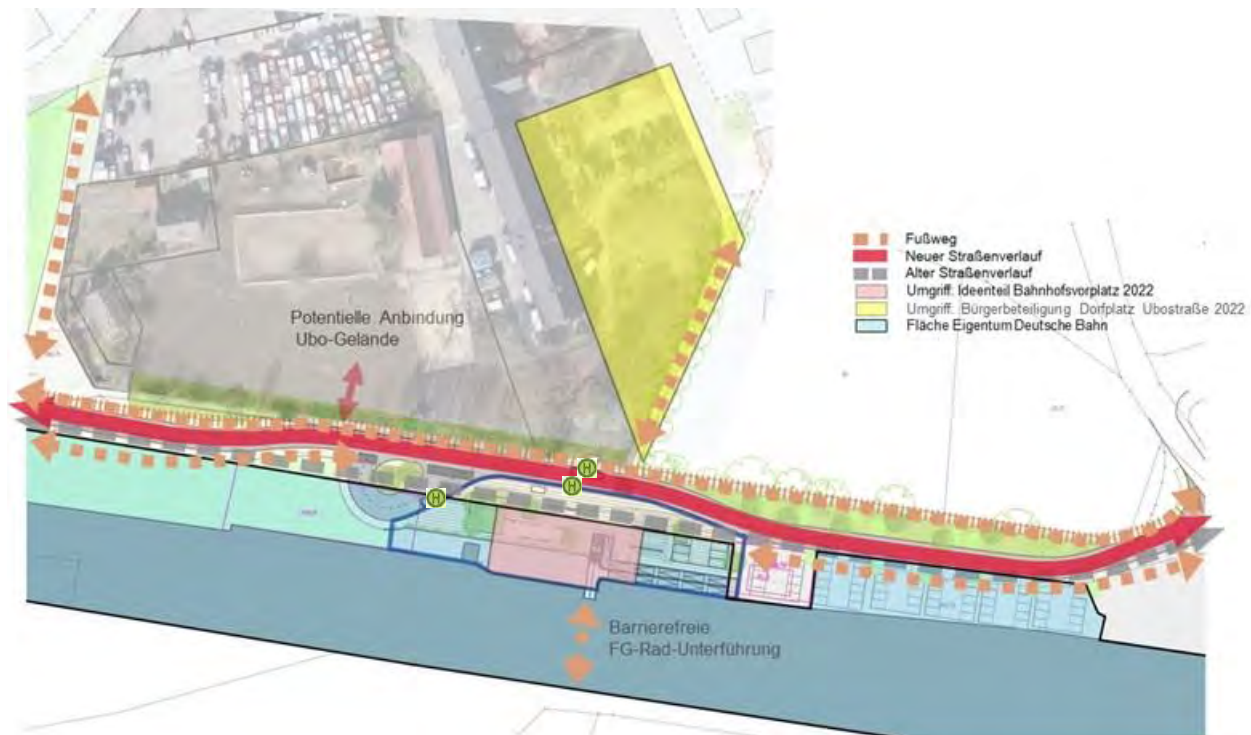 Fußweg
Neuer Straßenverlauf
Alter Straßenverlauf
Umgriff: Ideenteil Bahnhofsvorplatz 2022
Umgriff: Bürgerbeteiligung Dorfplatz Ubostraße 2022
Fläche Eigentum Deutsche Bahn
Potentielle Anbindung
Ubo-Gelände
H
H
H
Barrierefreie
FG-Rad-Unterführung